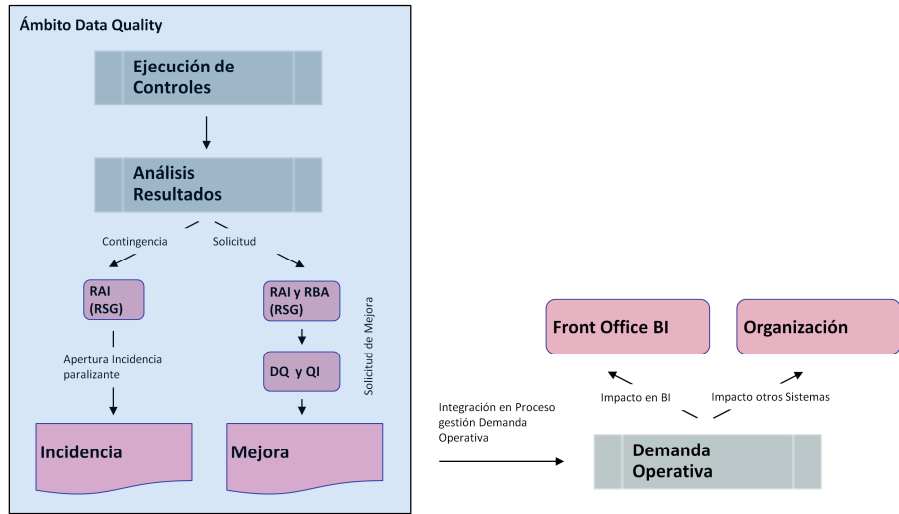 Ámbito Data Quality
Ejecución de
Controles
Análisis
Resultados
Contingencia
Solicitud
RAI
(RSG)
RAI y RBA
(RSG)
Solicitud de Mejora
Apertura Incidencia
paralizante
DQ y QI
Incidencia
Mejora
Front Office BI
Organización
Impacto en BI
Impacto otros Sistemas
Integración en Proceso
gestión Demanda
Operativa
Demanda
Operativa